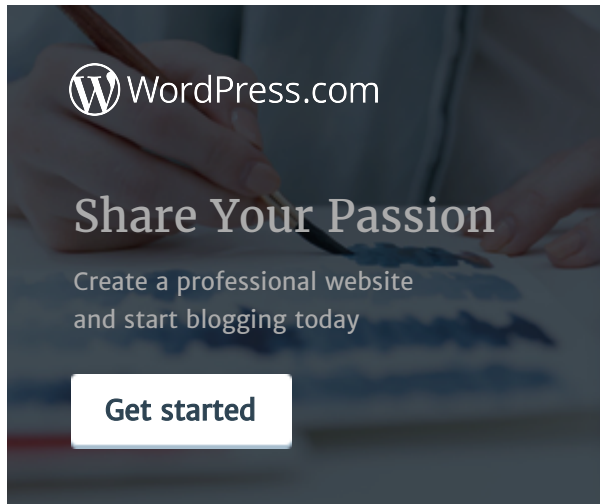 WordPress.com
Share Your Passion
Create a professional website
and start blogging today
Get started